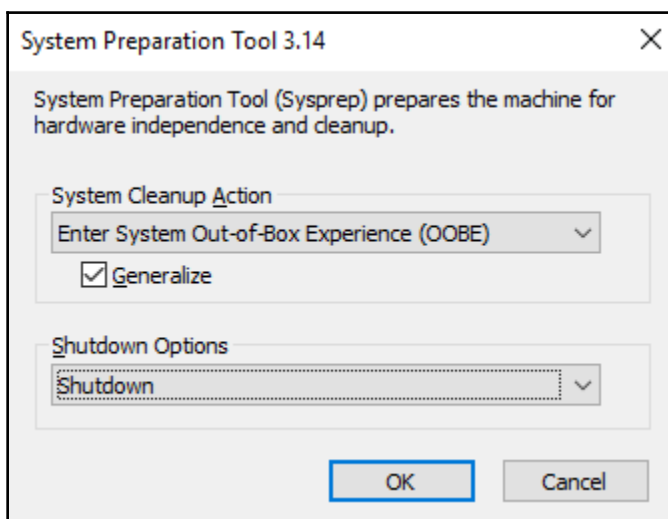 System Preparation Tool 3.14
System Preparation Tool (Sysprep) prepares the machine for
hardware independence and cleanup.
System Cleanup Action
Enter System Out-of-Box Experience (OOBE)
Generalize
Shutdown Options
Shutdown
OK Cancel